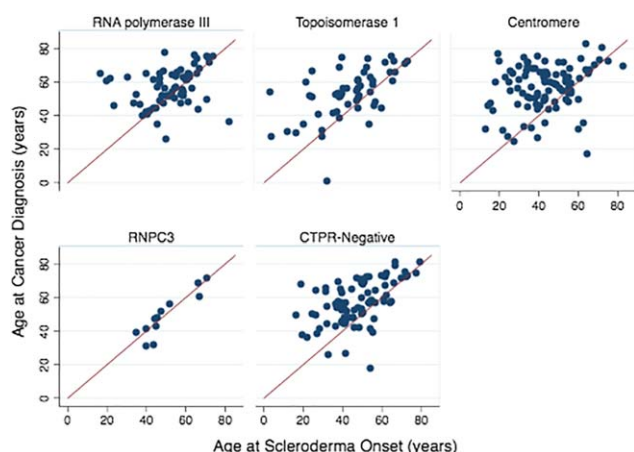 RNA polymerase III
Topoisomerase 1
Centromere
80
60
40
20
0
0 20 40 60 80
RNPC3
CTPR-Negative
80
60
40
20
0
0 20 40 60 80
0 20 40 60 80
Age at Cancer Diagnosis (years)
Age at Scleroderma Onset (years)